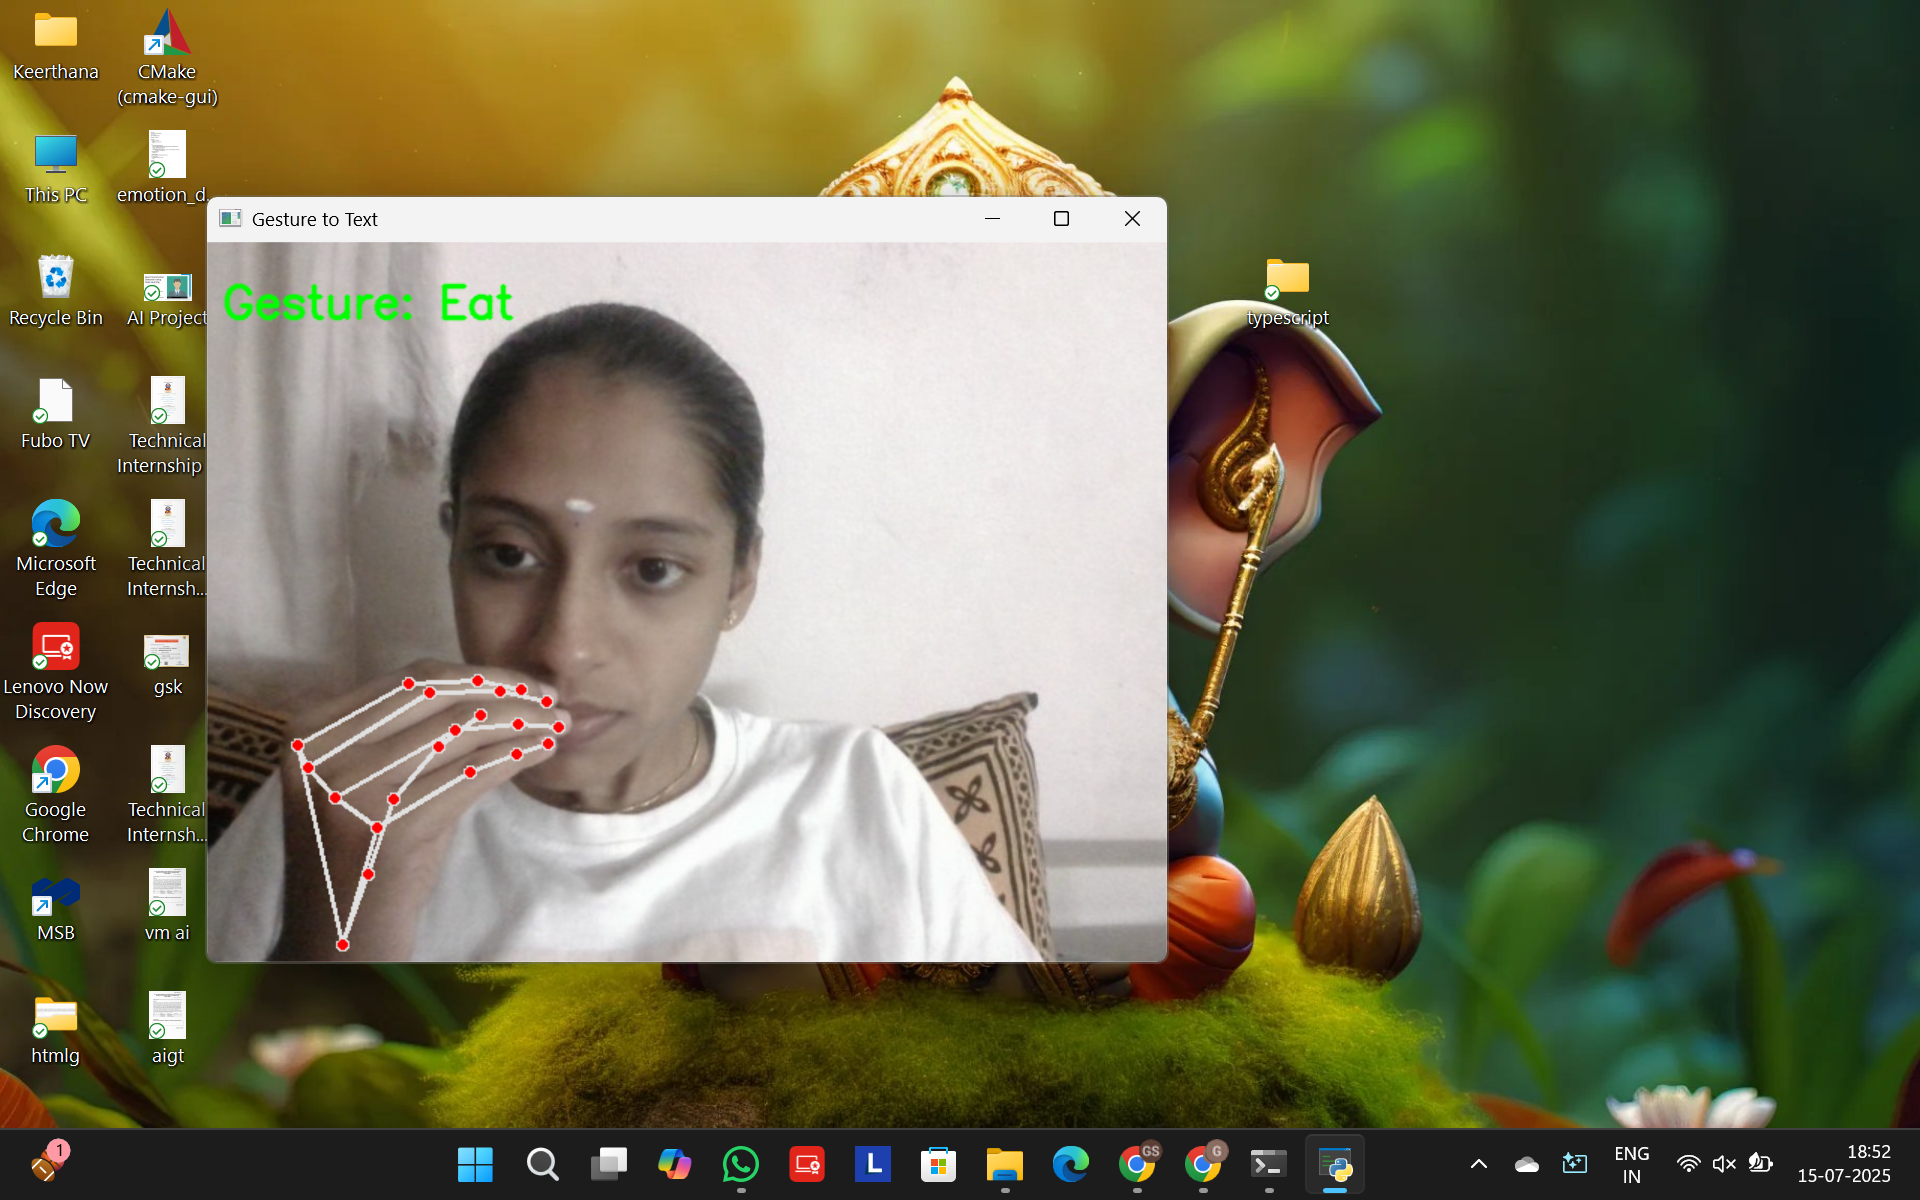 Keerthana
CMake
(cmake-gui)
This PC
emotion_d...
Recycle Bin
AI Project
Fubo TV
Technical
Internship
Microsoft
Edge
Technical
Internsh...
Lenovo Now
Discovery
gsk
Google
Chrome
Technical
Internsh...
MSB
vm ai
htmlg
aigt
typescript
Gesture to Text
Gesture: Eat
1
L
GS
G
ENG
IN
18:52
15-07-2025